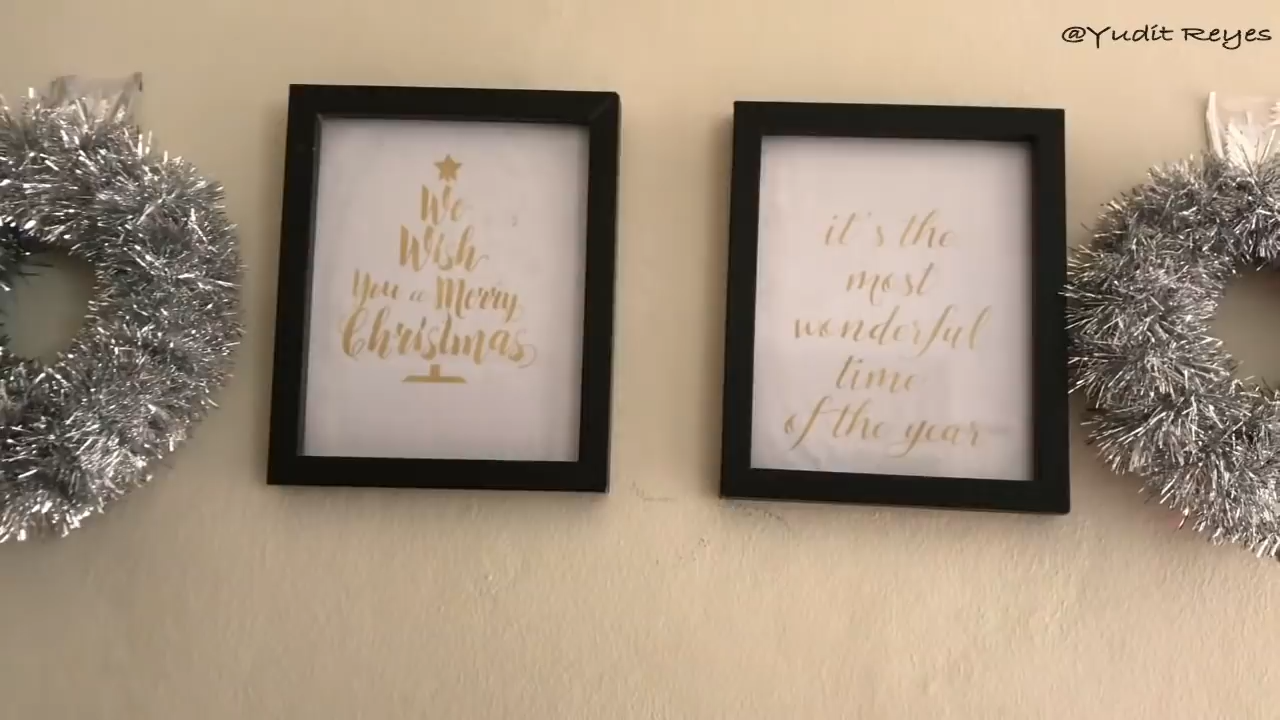 @Yudit Reyes
We
Wish
You a Merry
Christmas
it's the
most
wonderful
time
of the year